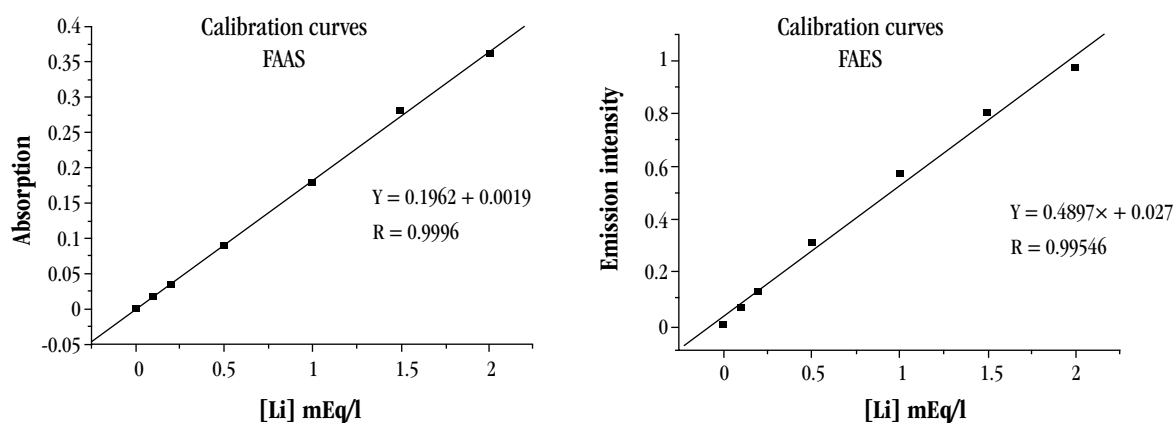 Calibration curves
FAAS
Absorption
0.4
0.35
0.3
0.25
0.2
0.15
0.1
0.05
0
-0.05
Y = 0.1962 + 0.0019
R = 0.9996
0 0.5 1 1.5 2
[Li] mEq/l
Calibration curves
FAES
Emission intensity
1
0.8
0.6
0.4
0.2
0
Y = 0.4897× + 0.027
R = 0.99546
0 0.5 1 1.5 2
[Li] mEq/l